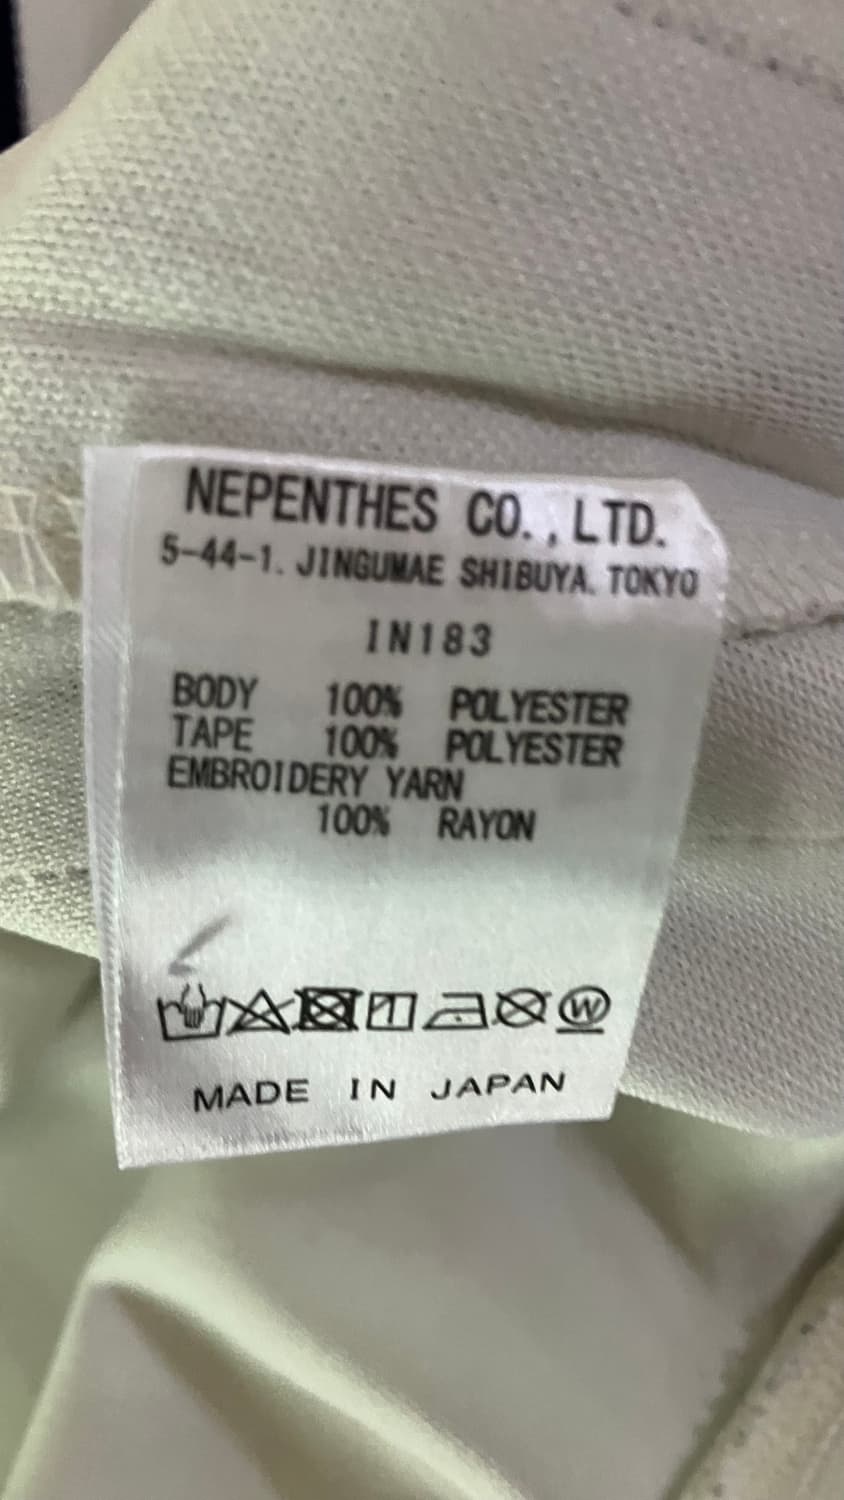 NEPENTHES CO.,LTD.
5-44-1. JINGUMAE SHIBUYA. TOKYO
IN183
BODY 100% POLYESTER
TAPE 100% POLYESTER
EMBROIDERY YARN
100% RAYON
W
MADE IN JAPAN